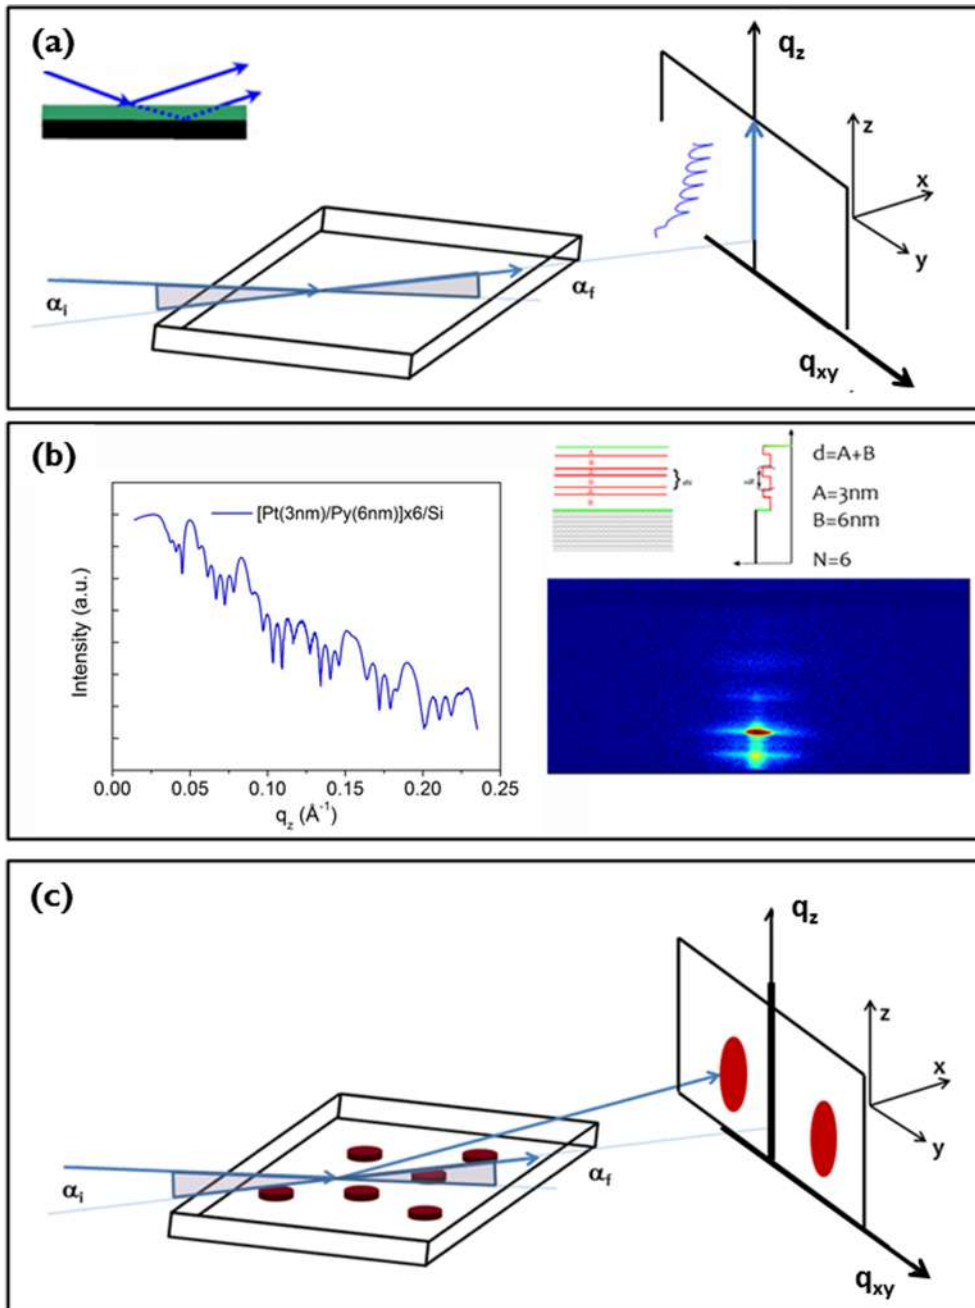 (a)
q_z
z
x
y
α_i
α_f
q_xy
(b)
[Pt(3nm)/Py(6nm)]x6/Si
Intensity (a.u.)
0.00 0.05 0.10 0.15 0.20 0.25
q_z (Å⁻¹)
A
B
A
B
A
B
d=A+B
A=3nm
B=6nm
N=6
(c)
q_z
z
x
y
α_i
α_f
q_xy